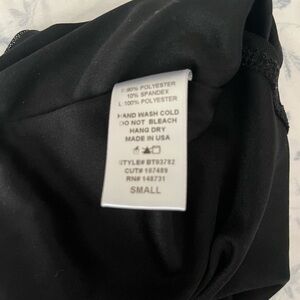 S: 90% POLYESTER
10% SPANDEX
L: 100% POLYESTER
HAND WASH COLD
DO NOT BLEACH
HANG DRY
MADE IN USA
STYLE# BT93782
CUT# 197489
RN# 148731
SMALL